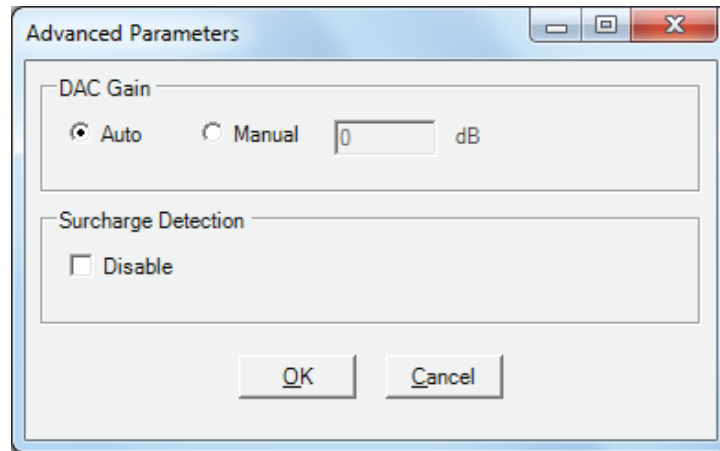 Advanced Parameters
DAC Gain
Auto Manual 0 dB
Surcharge Detection
Disable
OK Cancel